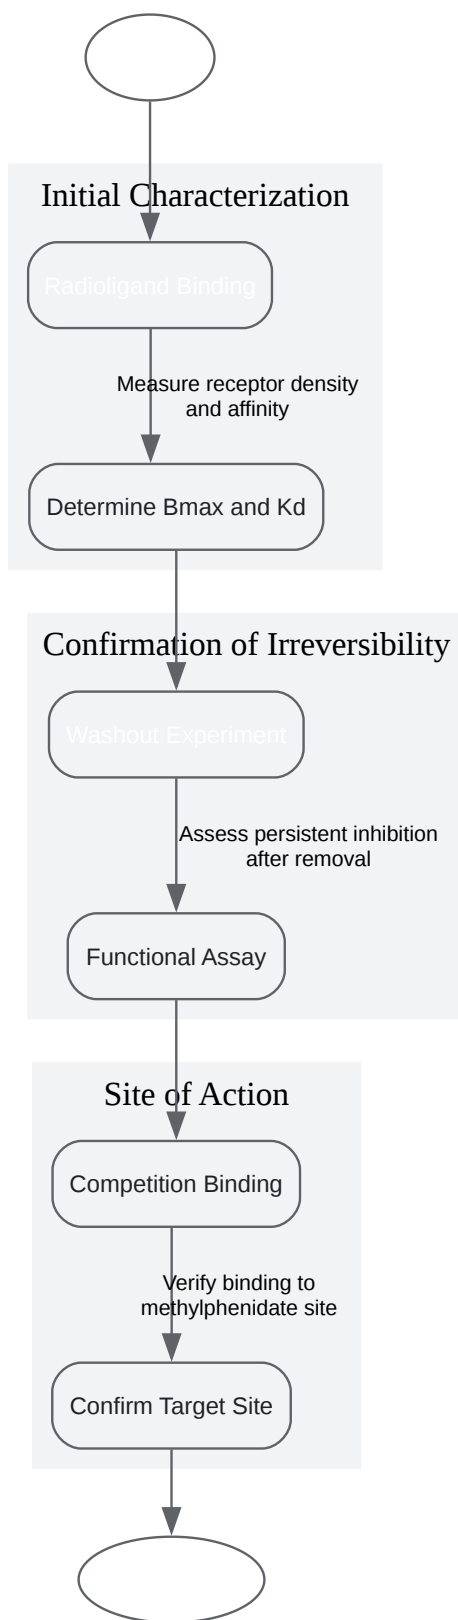 Initial Characterization
Radioligand Binding
Measure receptor density
and affinity
Determine Bmax and Kd
Confirmation of Irreversibility
Washout Experiment
Assess persistent inhibition
after removal
Functional Assay
Site of Action
Competition Binding
Verify binding to
methylphenidate site
Confirm Target Site